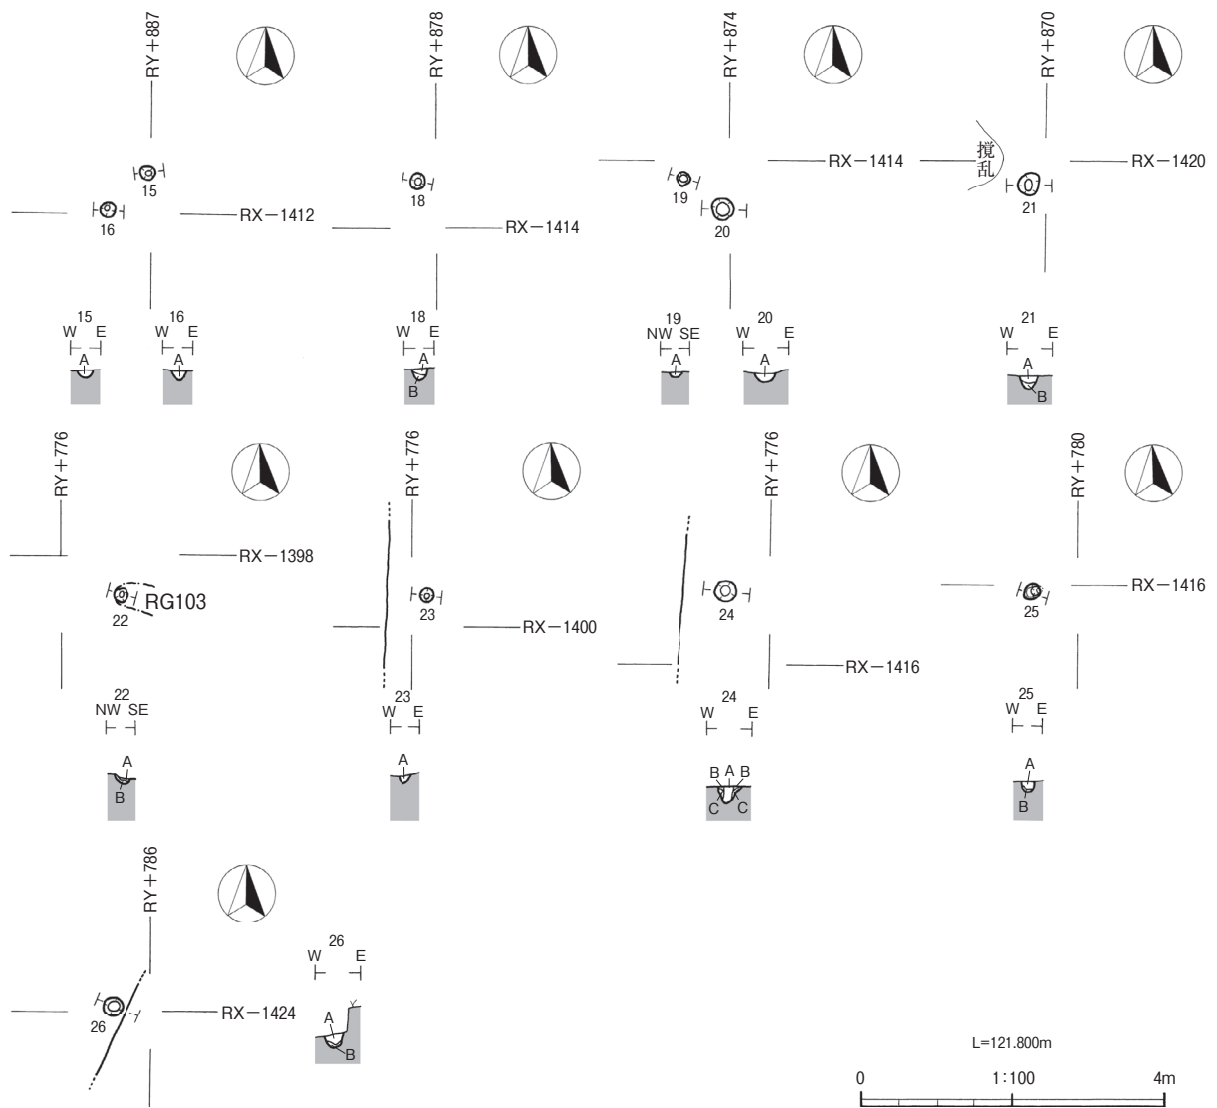 RY+887
RY+878
RY+874
RY+870
15
16
RX-1412
18
RX-1414
19
20
RX-1414
撹乱
21
RX-1420
15
W E
A
16
W E
A
18
W E
A
B
19
NW SE
A
20
W E
A
21
W E
A
B
RY+776
RY+776
RY+776
RY+780
RX-1398
22
RG103
23
RX-1400
24
RX-1416
25
RX-1416
22
NW SE
A
B
23
W E
A
24
W E
B A B
C C
25
W E
A
B
RY+786
26
RX-1424
26
W E
A
B
L=121.800m
0 1:100 4m